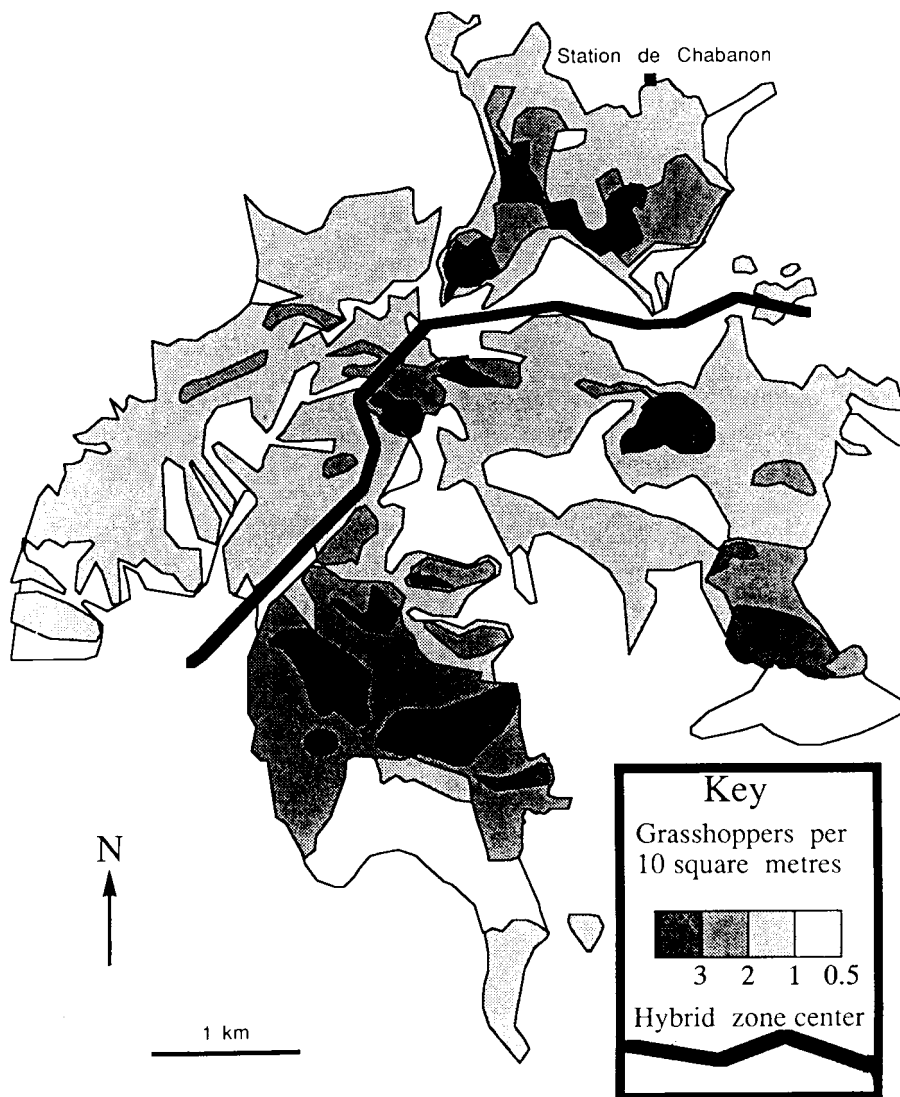 Station de Chabanon
N
1 km
Key
Grasshoppers per
10 square metres
3 2 1 0.5
Hybrid zone center